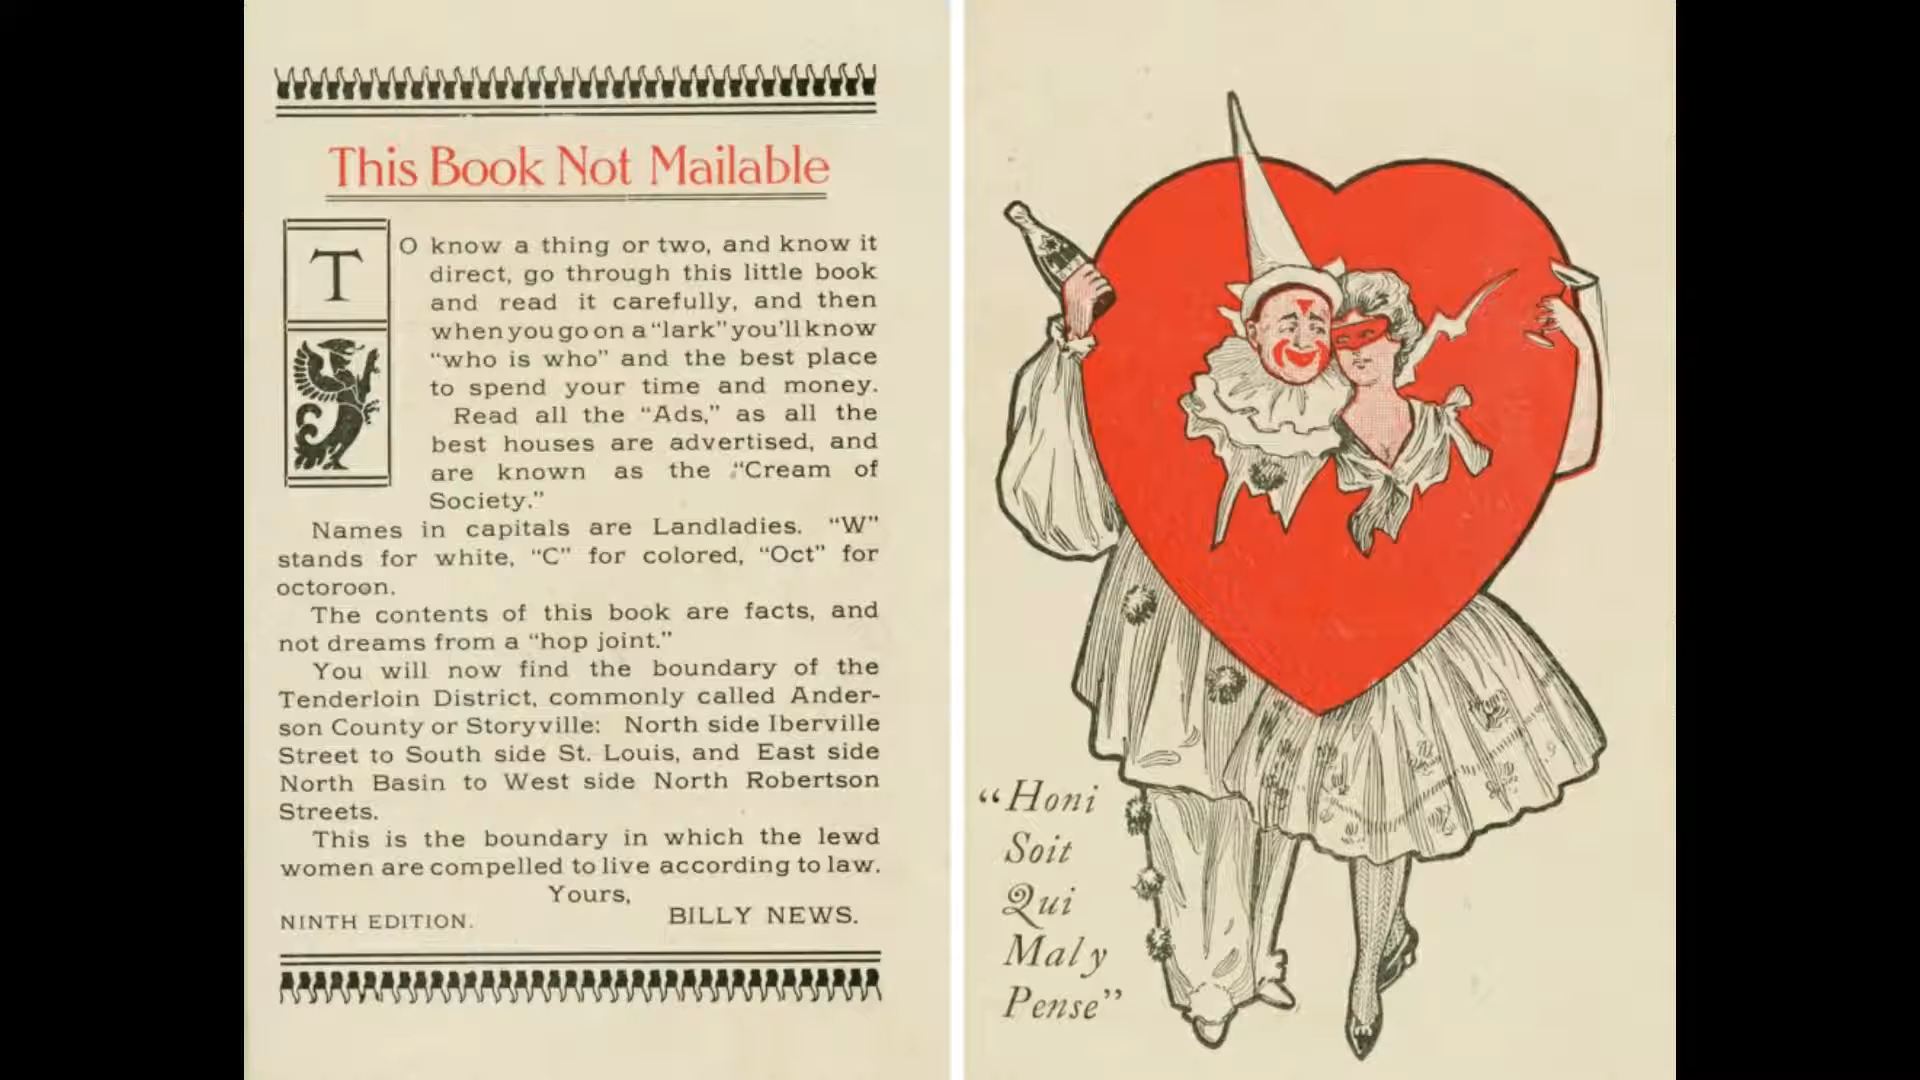 This Book Not Mailable
TO know a thing or two, and know it
direct, go through this little book
and read it carefully, and then
when you go on a “lark” you’ll know
“who is who” and the best place
to spend your time and money.
Read all the “Ads,” as all the
best houses are advertised, and
are known as the “Cream of
Society.”
Names in capitals are Landladies. “W”
stands for white, “C” for colored, “Oct” for
octoroon.
The contents of this book are facts, and
not dreams from a “hop joint.”
You will now find the boundary of the
Tenderloin District, commonly called Ander-
son County or Storyville: North side Iberville
Street to South side St. Louis, and East side
North Basin to West side North Robertson
Streets.
This is the boundary in which the lewd
women are compelled to live according to law.
Yours,
BILLY NEWS.
NINTH EDITION.
“Honi
Soit
Qui
Maly
Pense”